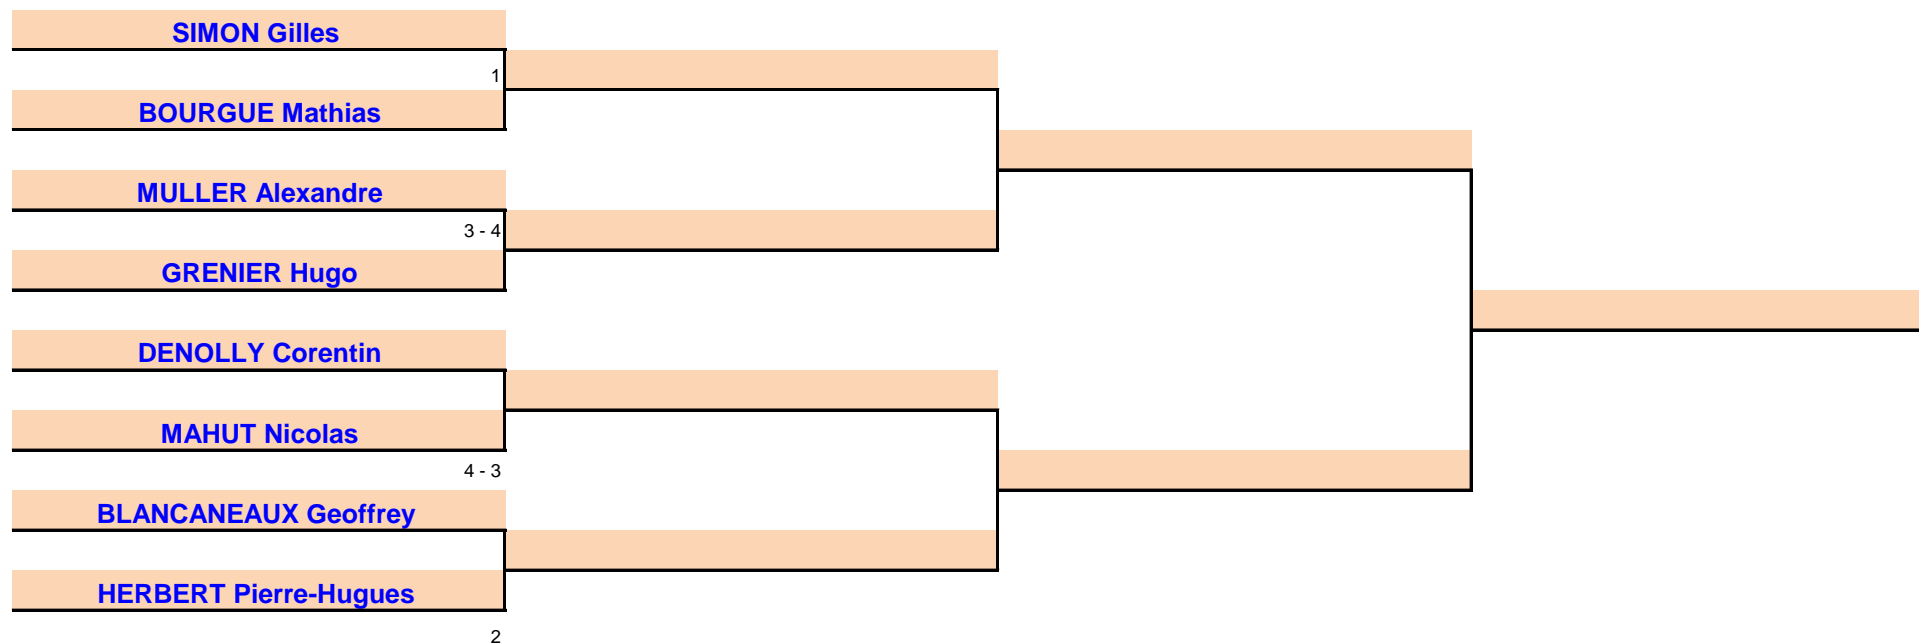 SIMON Gilles
1
BOURGUE Mathias
MULLER Alexandre
3 - 4
GRENIER Hugo
DENOLLY Corentin
MAHUT Nicolas
4 - 3
BLANCANEAUX Geoffrey
HERBERT Pierre-Hugues
2